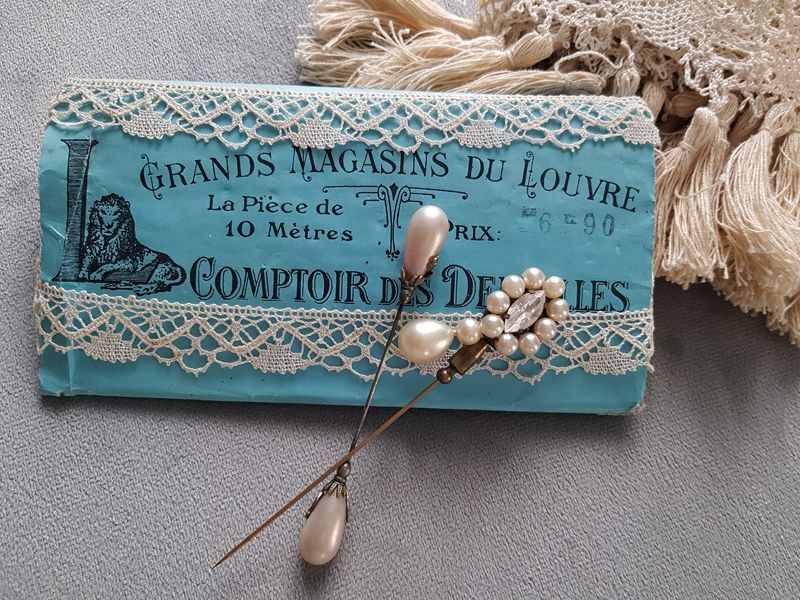 L
GRANDS MAGASINS DU LOUVRE
La Pièce de
10 Mètres
PRIX: 6 90
COMPTOIR DES